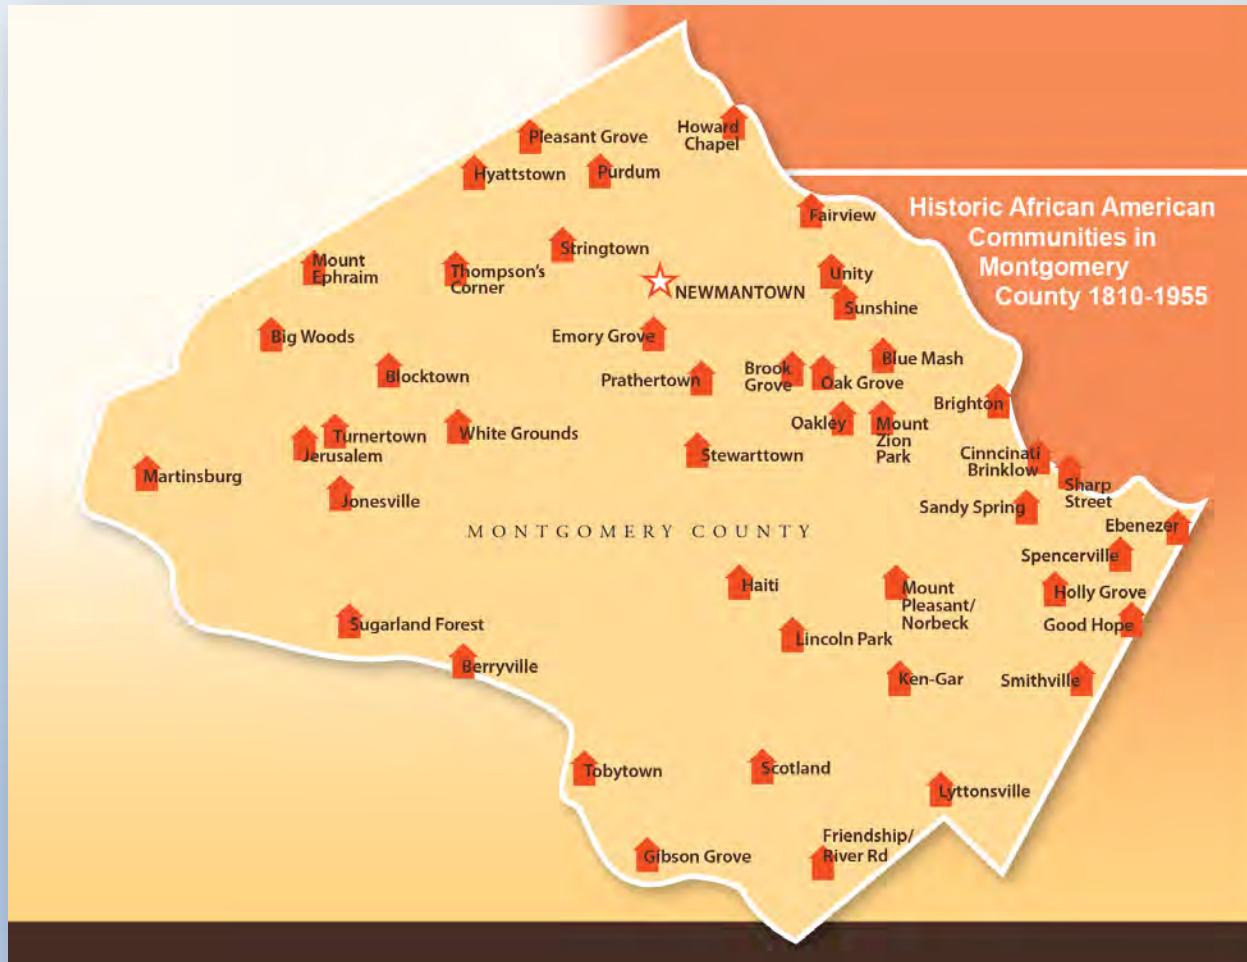 Howard
Chapel
Pleasant Grove
Hyattstown
Purdum
Fairview
Historic African American
Communities in
Montgomery
County 1810-1955
Stringtown
Mount
Ephraim
Thompson's
Corner
Unity
NEWMANTOWN
Sunshine
Big Woods
Emory Grove
Blue Mash
Blocktown
Prathertown
Brook
Grove
Oak Grove
Brighton
Oakley
Mount
Zion
Park
Turnertown
Jerusalem
White Grounds
Stewarttown
Cinncinati
Brinklow
Martinsburg
Sharp
Street
Jonesville
Sandy Spring
MONTGOMERY COUNTY
Ebenezer
Spencerville
Haiti
Mount
Pleasant/
Norbeck
Holly Grove
Sugarland Forest
Good Hope
Lincoln Park
Berryville
Ken-Gar
Smithville
Tobytown
Scotland
Lyttonsville
Friendship/
River Rd
Gibson Grove